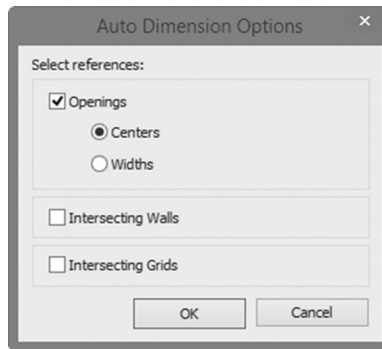 Auto Dimension Options
Select references:
Openings
Centers
Widths
Intersecting Walls
Intersecting Grids
OK Cancel